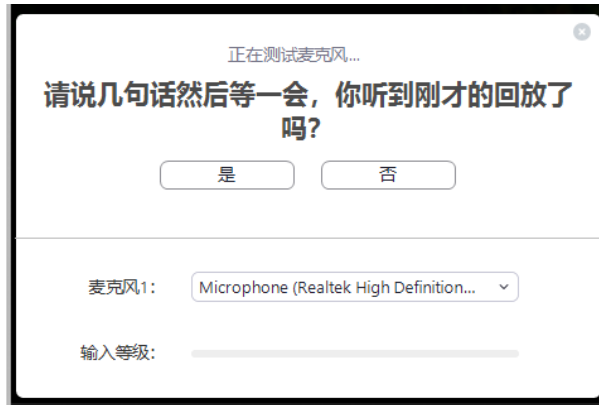 正在测试麦克风...
请说几句话然后等一会，你听到刚才的回放了
吗?
是 否
麦克风1: Microphone (Realtek High Definition...
输入等级: